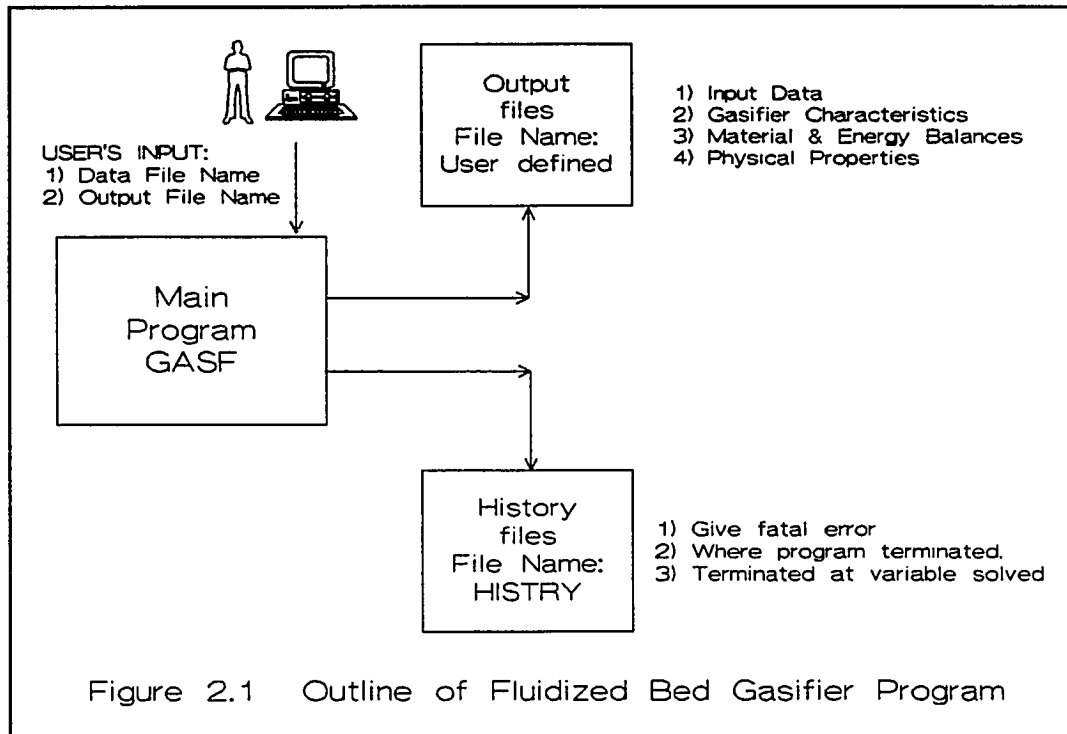 USER'S INPUT:
1) Data File Name
2) Output File Name
Main
Program
GASF
Output
files
File Name:
User defined
1) Input Data
2) Gasifier Characteristics
3) Material & Energy Balances
4) Physical Properties
History
files
File Name:
HISTRY
1) Give fatal error
2) Where program terminated.
3) Terminated at variable solved
Figure 2.1 Outline of Fluidized Bed Gasifier Program